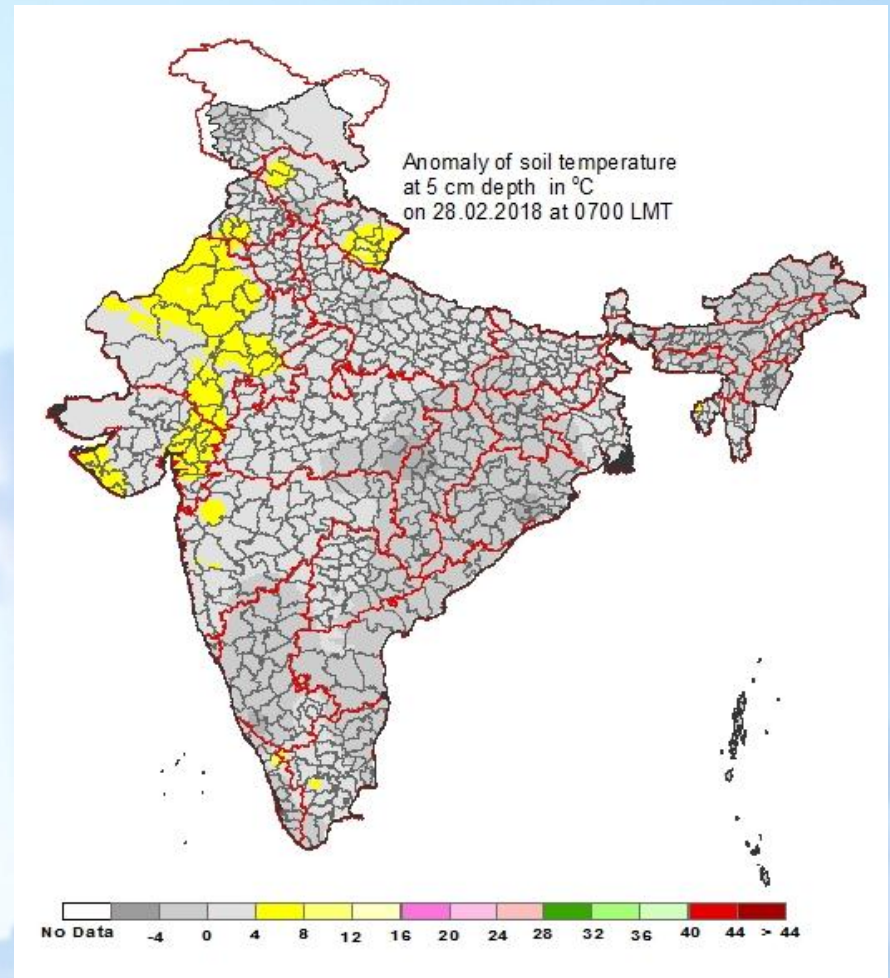 Anomaly of soil temperature
at 5 cm depth in ⁰C
on 28.02.2018 at 0700 LMT
No Data -4 0 4 8 12 16 20 24 28 32 36 40 44 > 44